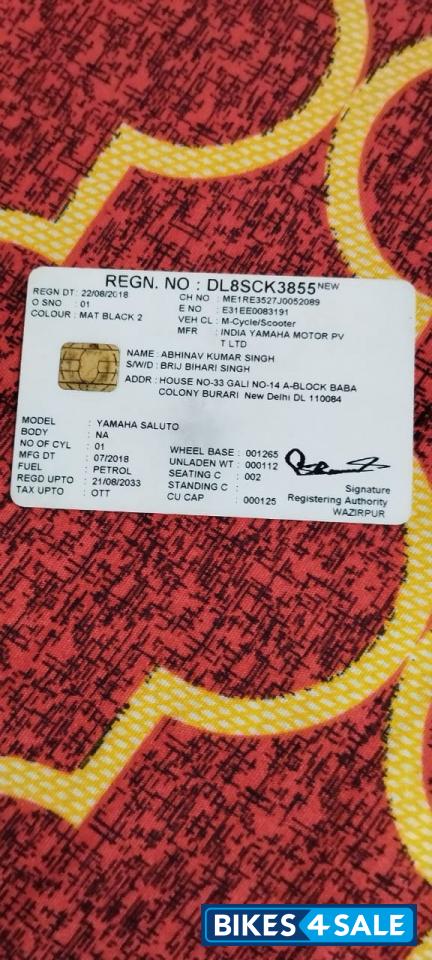 REGN. NO : DL8SCK3855 NEW
REGN DT : 22/08/2018 CH NO : ME1RE3527J0052089
O SNO : 01 E NO : E31EE0083191
COLOUR : MAT BLACK 2 VEH CL : M-Cycle/Scooter
MFR : INDIA YAMAHA MOTOR PV
T LTD
NAME : ABHINAV KUMAR SINGH
S/W/D : BRIJ BIHARI SINGH
ADDR : HOUSE NO-33 GALI NO-14 A-BLOCK BABA
COLONY BURARI New Delhi DL 110084
MODEL : YAMAHA SALUTO
BODY : NA
NO OF CYL : 01 WHEEL BASE : 001265
MFG DT : 07/2018 UNLADEN WT : 000112
FUEL : PETROL SEATING C : 002
REGD UPTO : 21/08/2033 STANDING C :
TAX UPTO : OTT CU CAP : 000125
Signature
Registering Authority
WAZIRPUR
BIKES4SALE